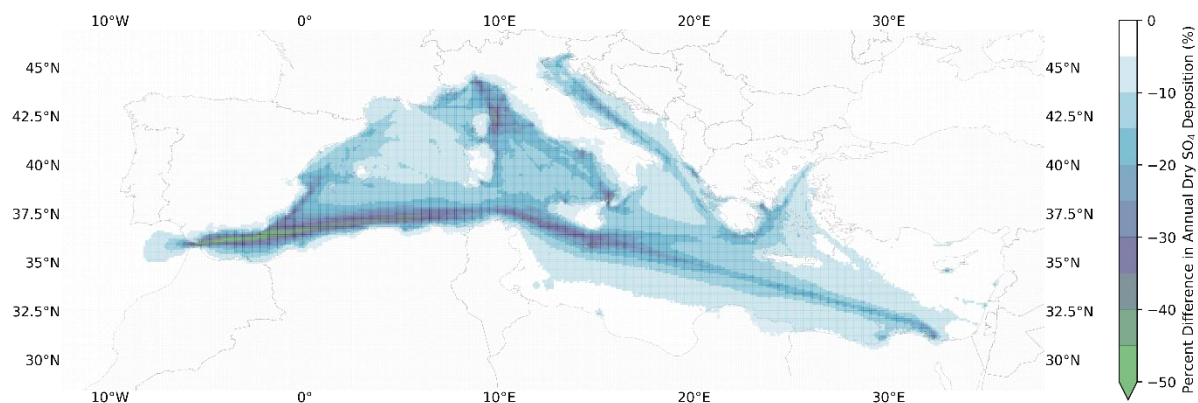 10°W 0° 10°E 20°E 30°E
0
45°N 45°N
−10
42.5°N 42.5°N
40°N 40°N
−20
37.5°N 37.5°N
−30
35°N 35°N
32.5°N 32.5°N
−40
30°N 30°N
−50
10°W 0° 10°E 20°E 30°E
Percent Difference in Annual Dry SO₄ Deposition (%)